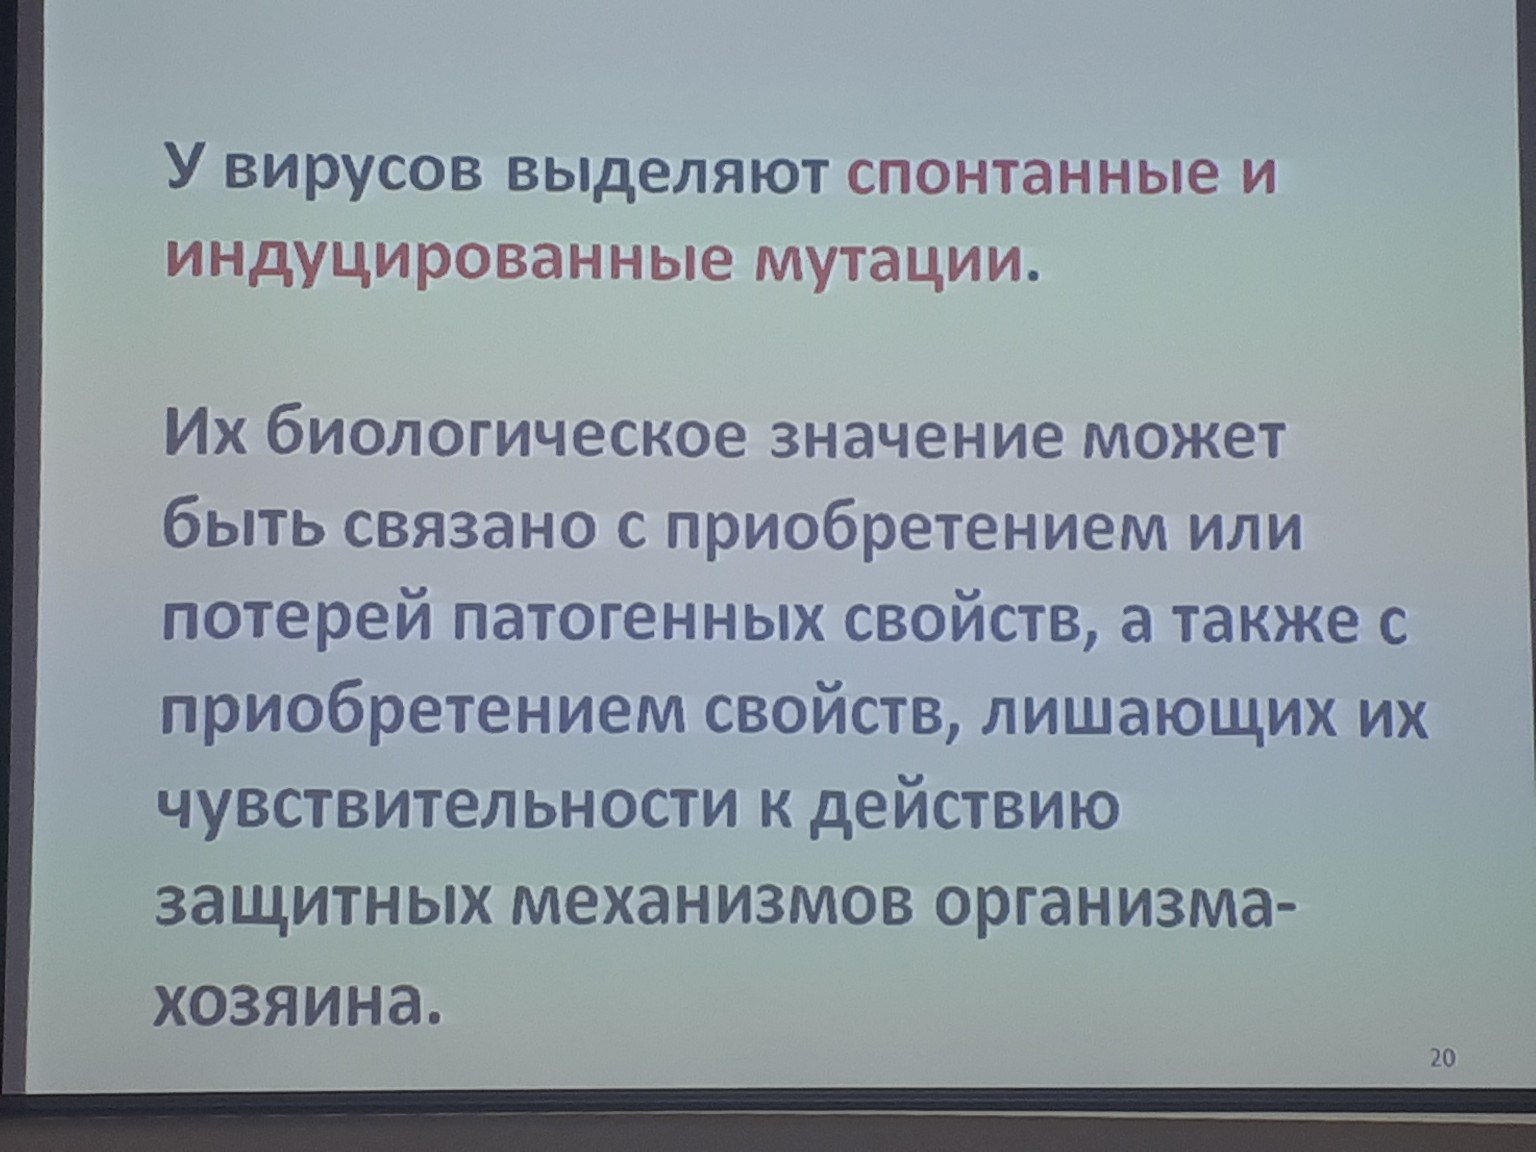 У вирусов выделяют спонтанные и
индуцированные мутации.
Их биологическое значение может
быть связано с приобретением или
потерей патогенных свойств, а также с
приобретением свойств, лишающих их
чувствительности к действию
защитных механизмов организма-
хозяина.
20